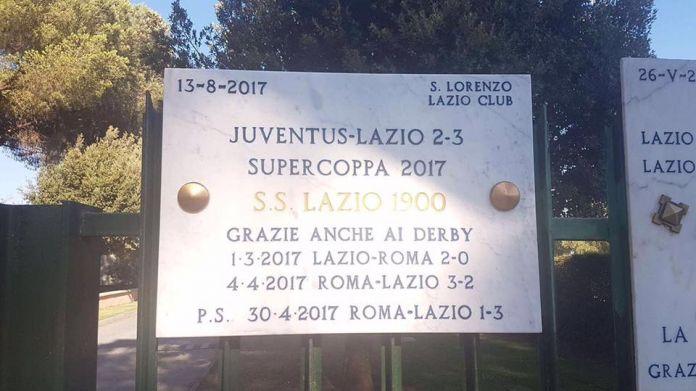 13-8-2017
S. LORENZO
LAZIO CLUB
JUVENTUS-LAZIO 2-3
SUPERCOPPA 2017
S.S. LAZIO 1900
GRAZIE ANCHE AI DERBY
1·3·2017 LAZIO-ROMA 2-0
4·4·2017 ROMA-LAZIO 3-2
P.S. 30·4·2017 ROMA-LAZIO 1-3
26-V-2
LAZIO
LAZIO
LA
GRAZ